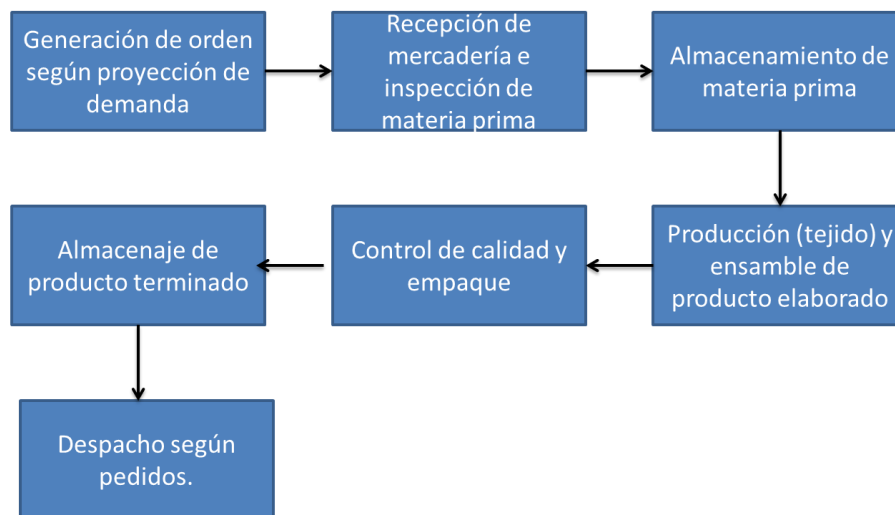 Generación de orden
según proyección de
demanda
Recepción de
mercadería e
inspección de
materia prima
Almacenamiento de
materia prima
Producción (tejido) y
ensamble de
producto elaborado
Control de calidad y
empaque
Almacenaje de
producto terminado
Despacho según
pedidos.